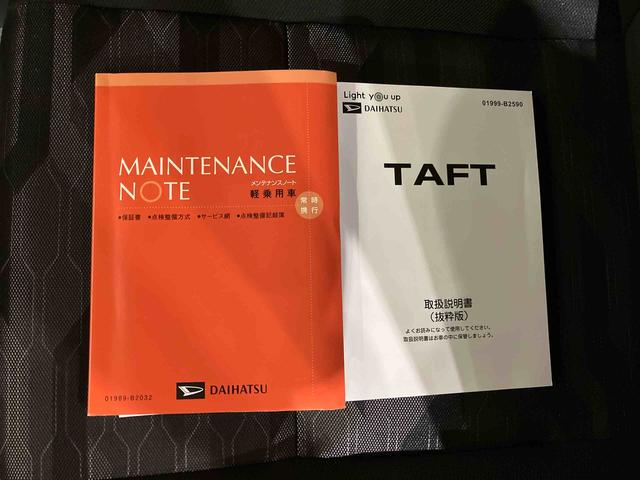 MAINTENANCE
NOTE
メンテナンスノート
軽乗用車
常時
携行
●保証書 ●点検整備方式 ●サービス網 ●点検整備記録簿
01989-B2032
DAIHATSU
Light you up
DAIHATSU
01999-B2590
TAFT
取扱説明書
（抜粋版）
よくお読みになって使用してください。
取扱説明書はお車の中に保管しましょう。